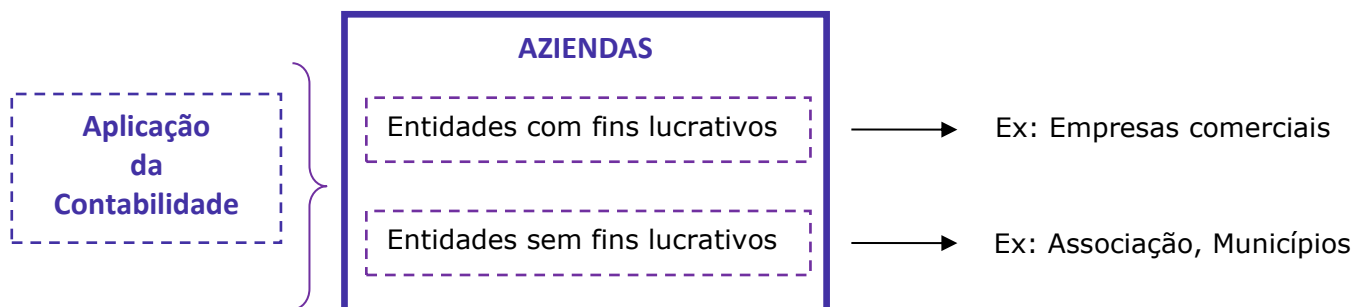 AZIENDAS
Aplicação
da
Contabilidade
Entidades com fins lucrativos
Ex: Empresas comerciais
Entidades sem fins lucrativos
Ex: Associação, Municípios